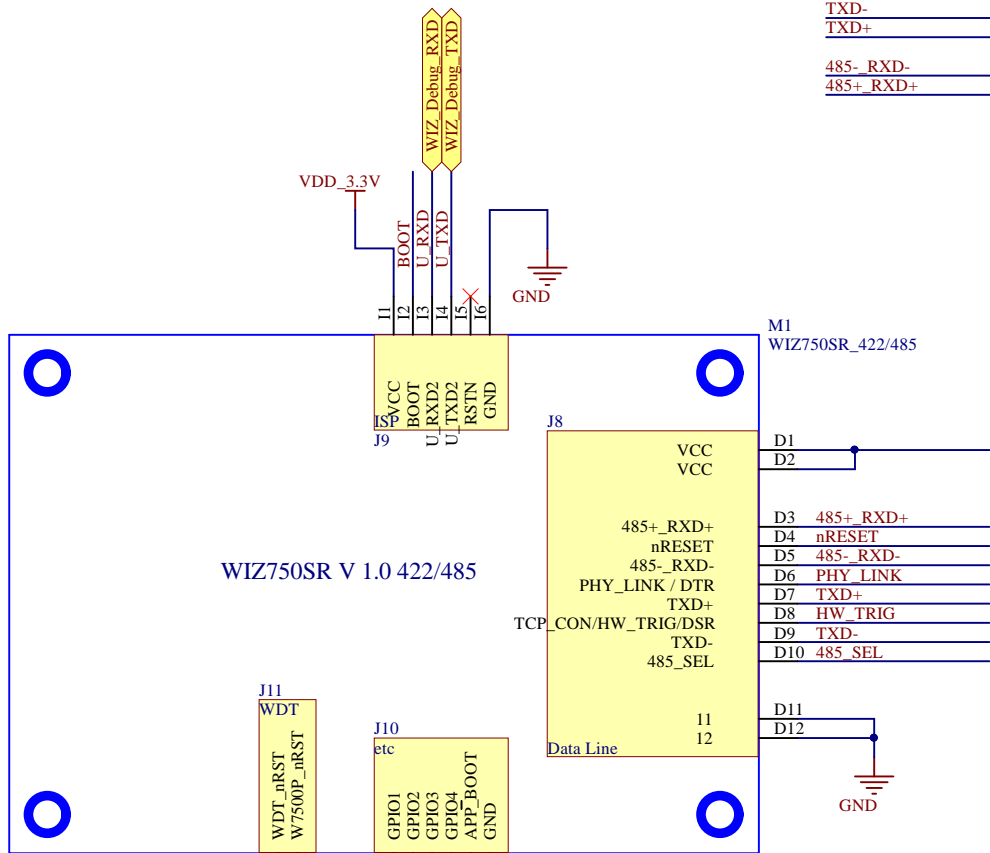 TXD-
TXD+
485-_RXD-
485+_RXD+
WIZ_Debug_RXD
WIZ_Debug_TXD
VDD_3.3V
BOOT
U_RXD
U_TXD
GND
I1
I2
I3
I4
I5
I6
M1
WIZ750SR_422/485
VCC
BOOT
U_RXD2
U_TXD2
RSTN
GND
ISP
J9
J8
VCC D1
VCC D2
485+_RXD+ D3 485+_RXD+
nRESET D4 nRESET
485-_RXD- D5 485-_RXD-
PHY_LINK / DTR D6 PHY_LINK
TXD+ D7 TXD+
TCP_CON/HW_TRIG/DSR D8 HW_TRIG
TXD- D9 TXD-
485_SEL D10 485_SEL
WIZ750SR V 1.0 422/485
11 D11
12 D12
Data Line
GND
J11
WDT
WDT_nRST
W7500P_nRST
J10
etc
GPIO1
GPIO2
GPIO3
GPIO4
APP_BOOT
GND